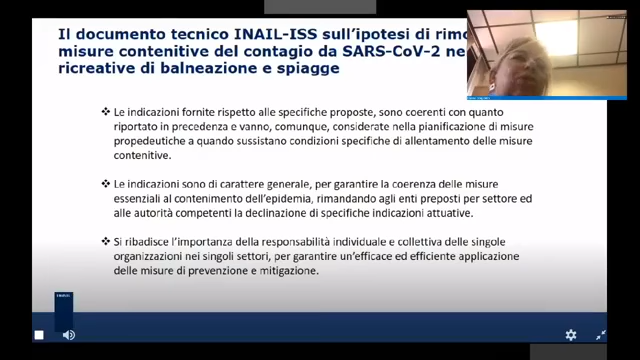 Il documento tecnico INAIL-ISS sull'ipotesi di rimo
misure contenitive del contagio da SARS-CoV-2 ne
ricreative di balneazione e spiagge
❖ Le indicazioni fornite rispetto alle specifiche proposte, sono coerenti con quanto
riportato in precedenza e vanno, comunque, considerate nella pianificazione di misure
propedeutiche a quando sussistano condizioni specifiche di allentamento delle misure
contenitive.
❖ Le indicazioni sono di carattere generale, per garantire la coerenza delle misure
essenziali al contenimento dell'epidemia, rimandando agli enti preposti per settore ed
alle autorità competenti la declinazione di specifiche indicazioni attuative.
❖ Si ribadisce l'importanza della responsabilità individuale e collettiva delle singole
organizzazioni nei singoli settori, per garantire un'efficace ed efficiente applicazione
delle misure di prevenzione e mitigazione.